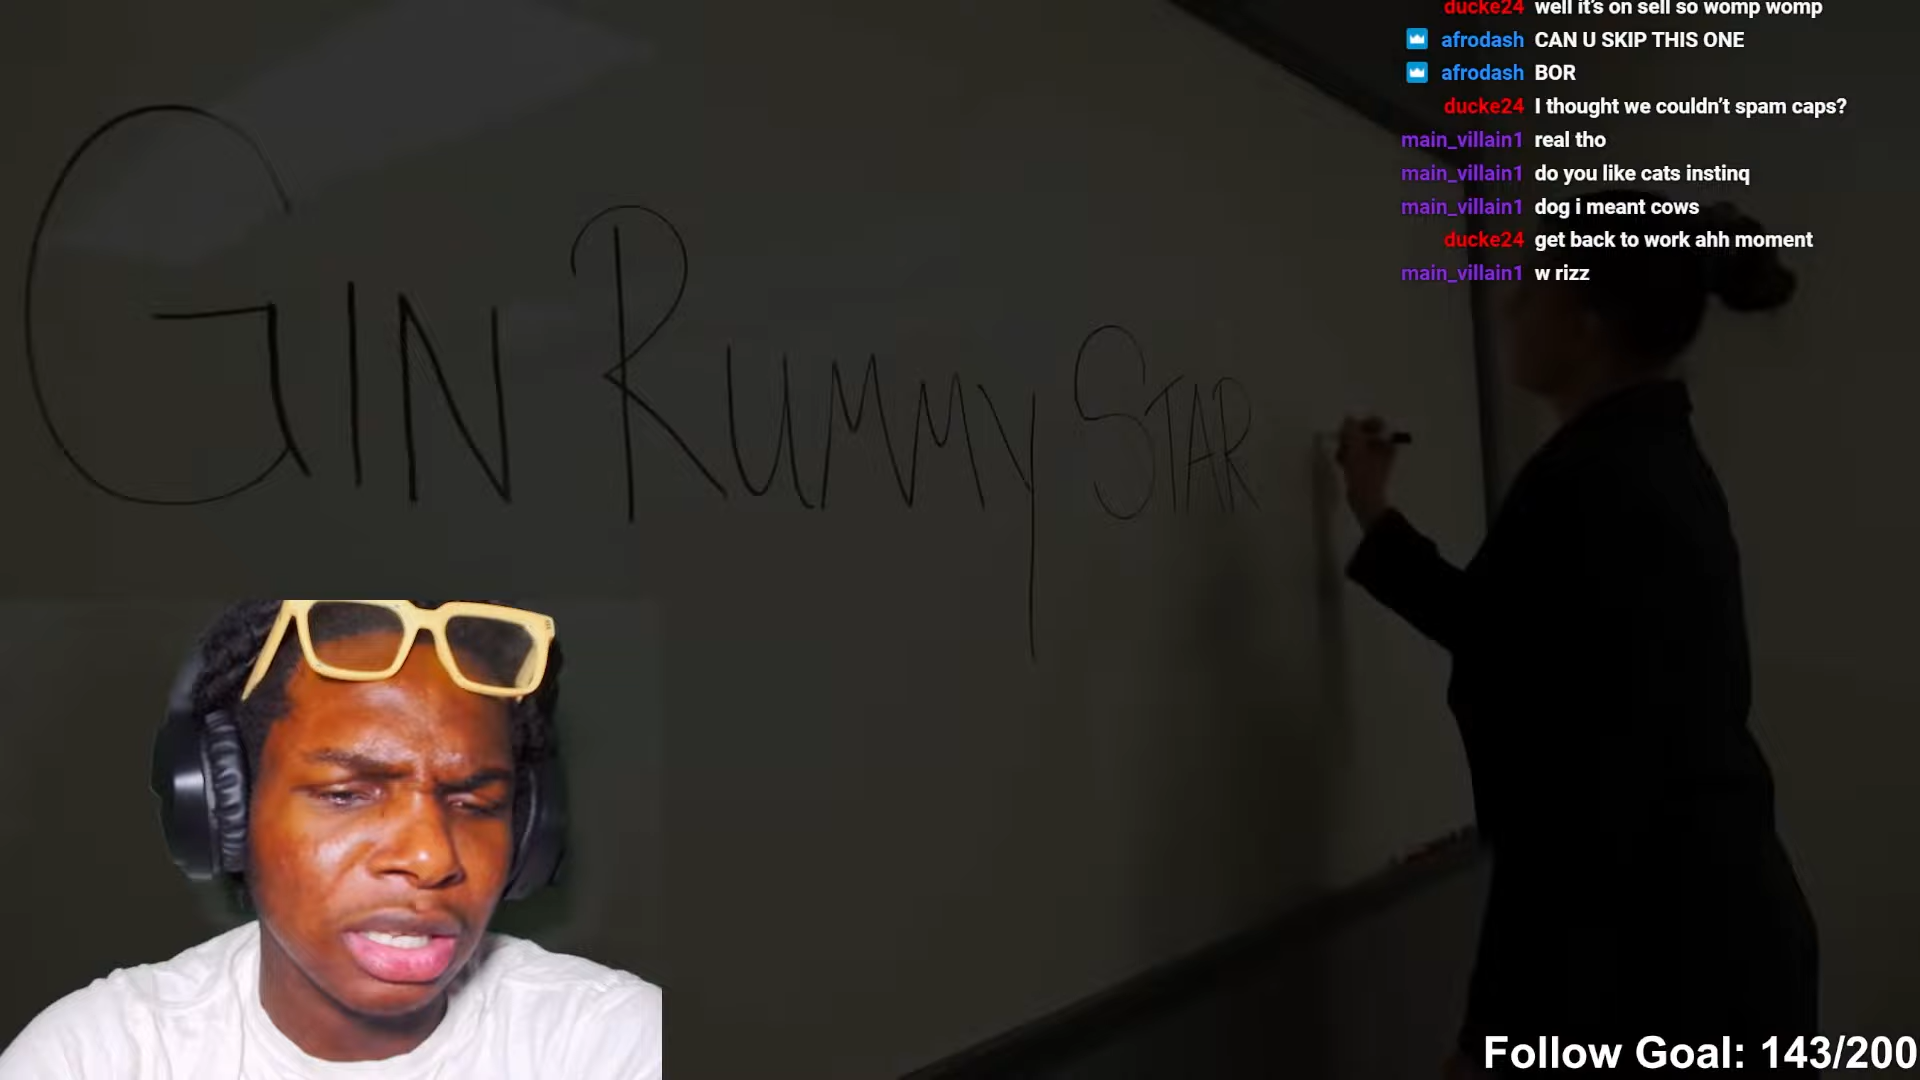 ducke24 well it's on sell so womp womp
afrodash CAN U SKIP THIS ONE
afrodash BOR
ducke24 I thought we couldn't spam caps?
main_villain1 real tho
main_villain1 do you like cats instinq
main_villain1 dog i meant cows
ducke24 get back to work ahh moment
main_villain1 w rizz
GIN RUMMY STAR
Follow Goal: 143/200